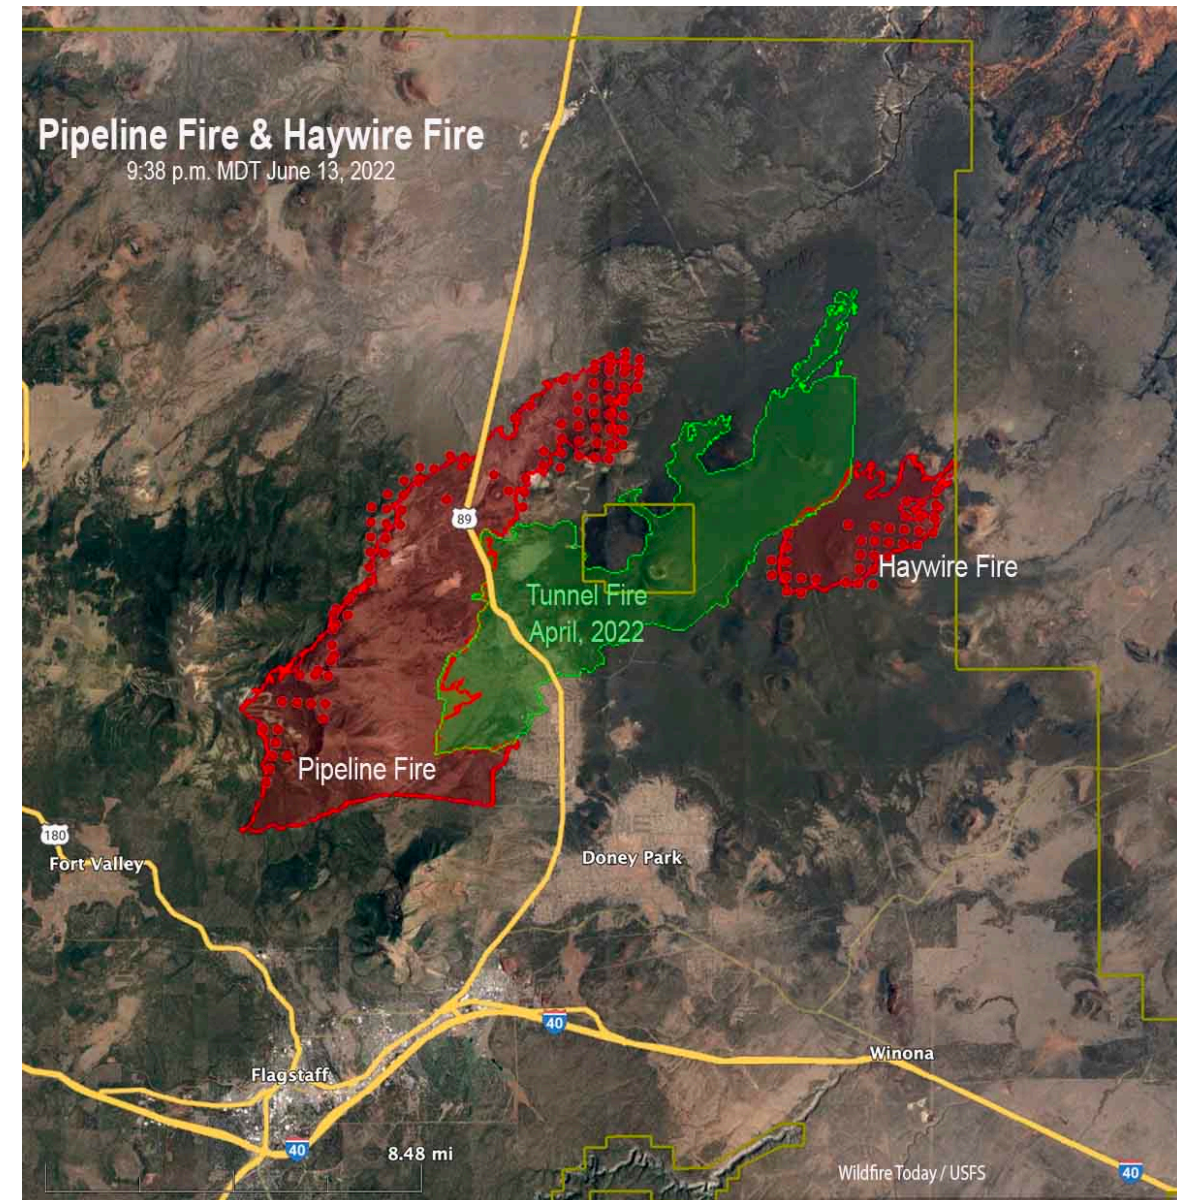 Pipeline Fire & Haywire Fire
9:38 p.m. MDT June 13, 2022
89
Haywire Fire
Tunnel Fire
April, 2022
Pipeline Fire
180
Fort Valley
Doney Park
40
Winona
Flagstaff
40
8.48 mi
Wildfire Today / USFS
40